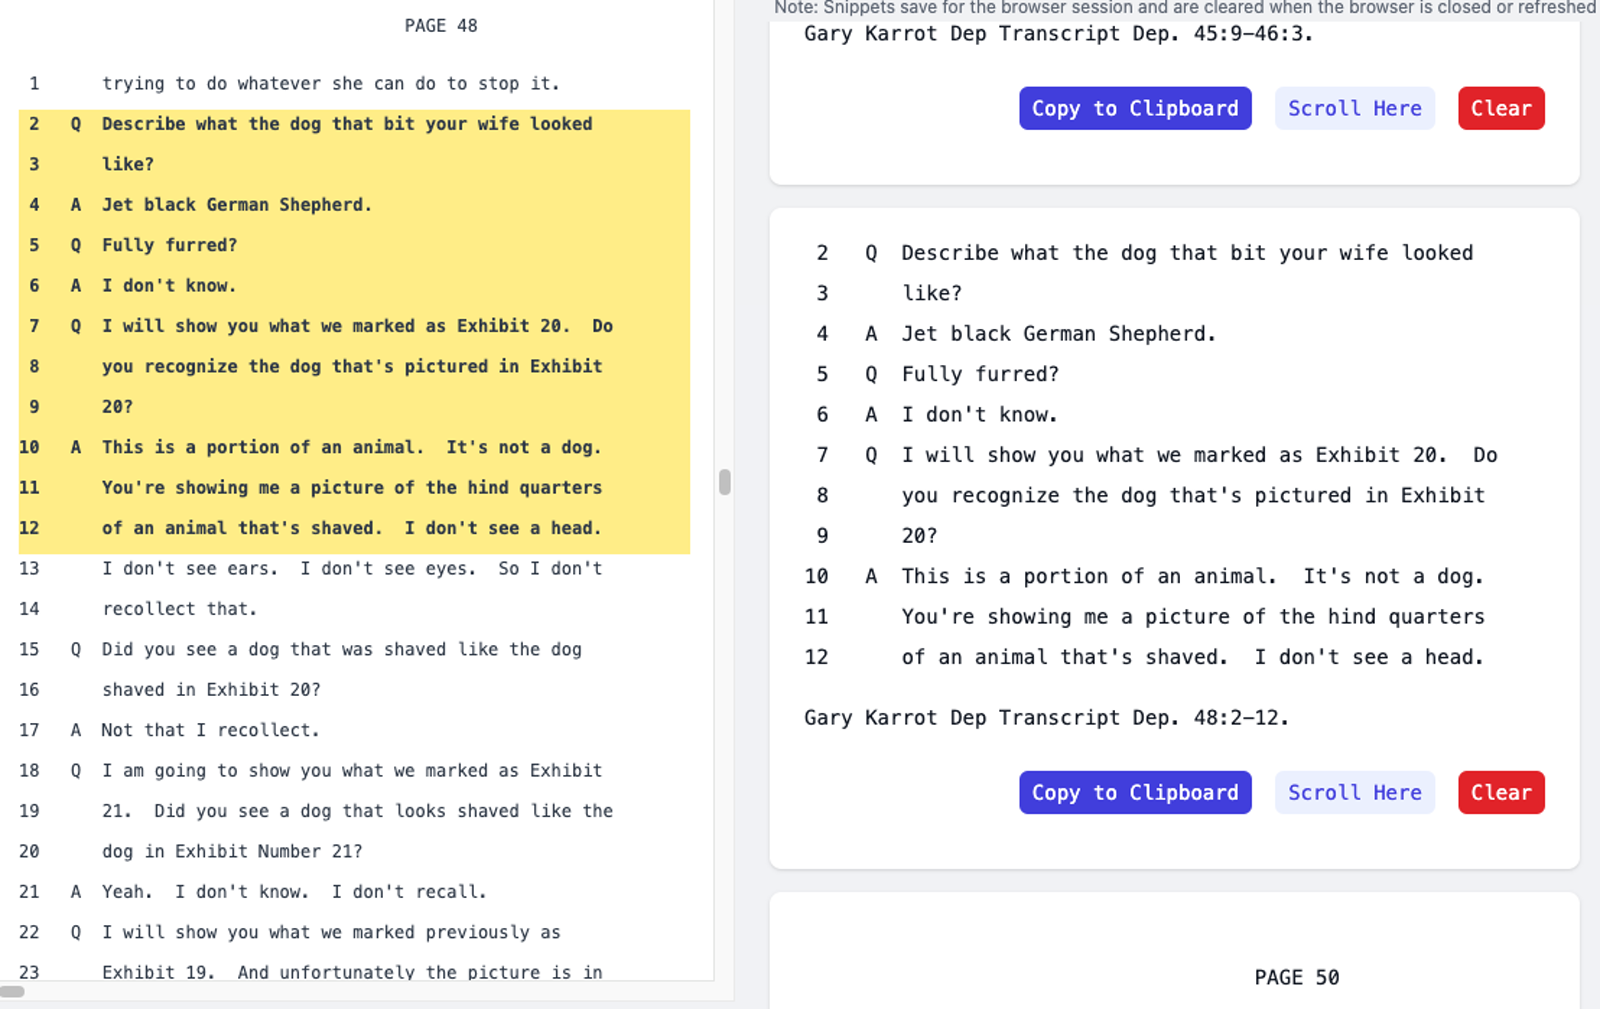 PAGE 48
1 trying to do whatever she can do to stop it.
2 Q Describe what the dog that bit your wife looked
3 like?
4 A Jet black German Shepherd.
5 Q Fully furred?
6 A I don't know.
7 Q I will show you what we marked as Exhibit 20.  Do
8 you recognize the dog that's pictured in Exhibit
9 20?
10 A This is a portion of an animal.  It's not a dog.
11 You're showing me a picture of the hind quarters
12 of an animal that's shaved.  I don't see a head.
13 I don't see ears.  I don't see eyes.  So I don't
14 recollect that.
15 Q Did you see a dog that was shaved like the dog
16 shaved in Exhibit 20?
17 A Not that I recollect.
18 Q I am going to show you what we marked as Exhibit
19 21.  Did you see a dog that looks shaved like the
20 dog in Exhibit Number 21?
21 A Yeah.  I don't know.  I don't recall.
22 Q I will show you what we marked previously as
23 Exhibit 19.  And unfortunately the picture is in
Note: Snippets save for the browser session and are cleared when the browser is closed or refreshed
Gary Karrot Dep Transcript Dep. 45:9–46:3.
Copy to Clipboard Scroll Here Clear
2 Q Describe what the dog that bit your wife looked
3 like?
4 A Jet black German Shepherd.
5 Q Fully furred?
6 A I don't know.
7 Q I will show you what we marked as Exhibit 20.  Do
8 you recognize the dog that's pictured in Exhibit
9 20?
10 A This is a portion of an animal.  It's not a dog.
11 You're showing me a picture of the hind quarters
12 of an animal that's shaved.  I don't see a head.
Gary Karrot Dep Transcript Dep. 48:2–12.
Copy to Clipboard Scroll Here Clear
PAGE 50